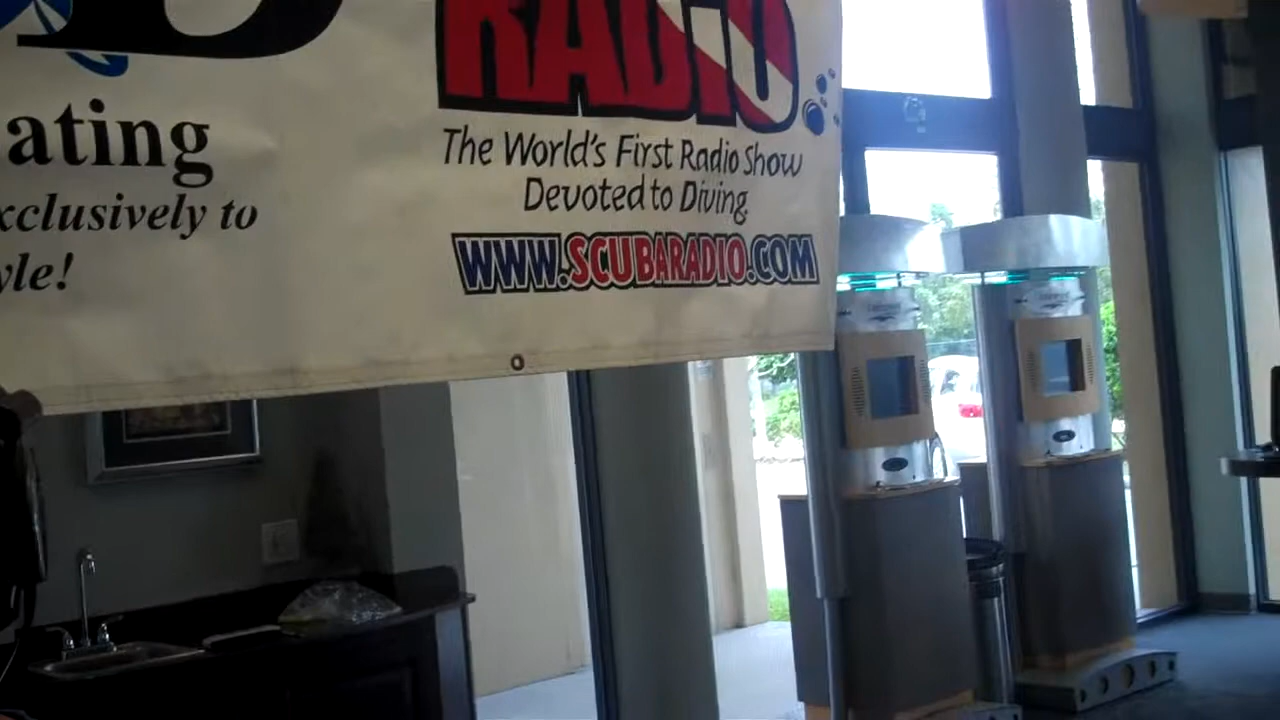 RADIO
ating
xclusively to
yle!
The World's First Radio Show
Devoted to Diving.
WWW.SCUBARADIO.COM